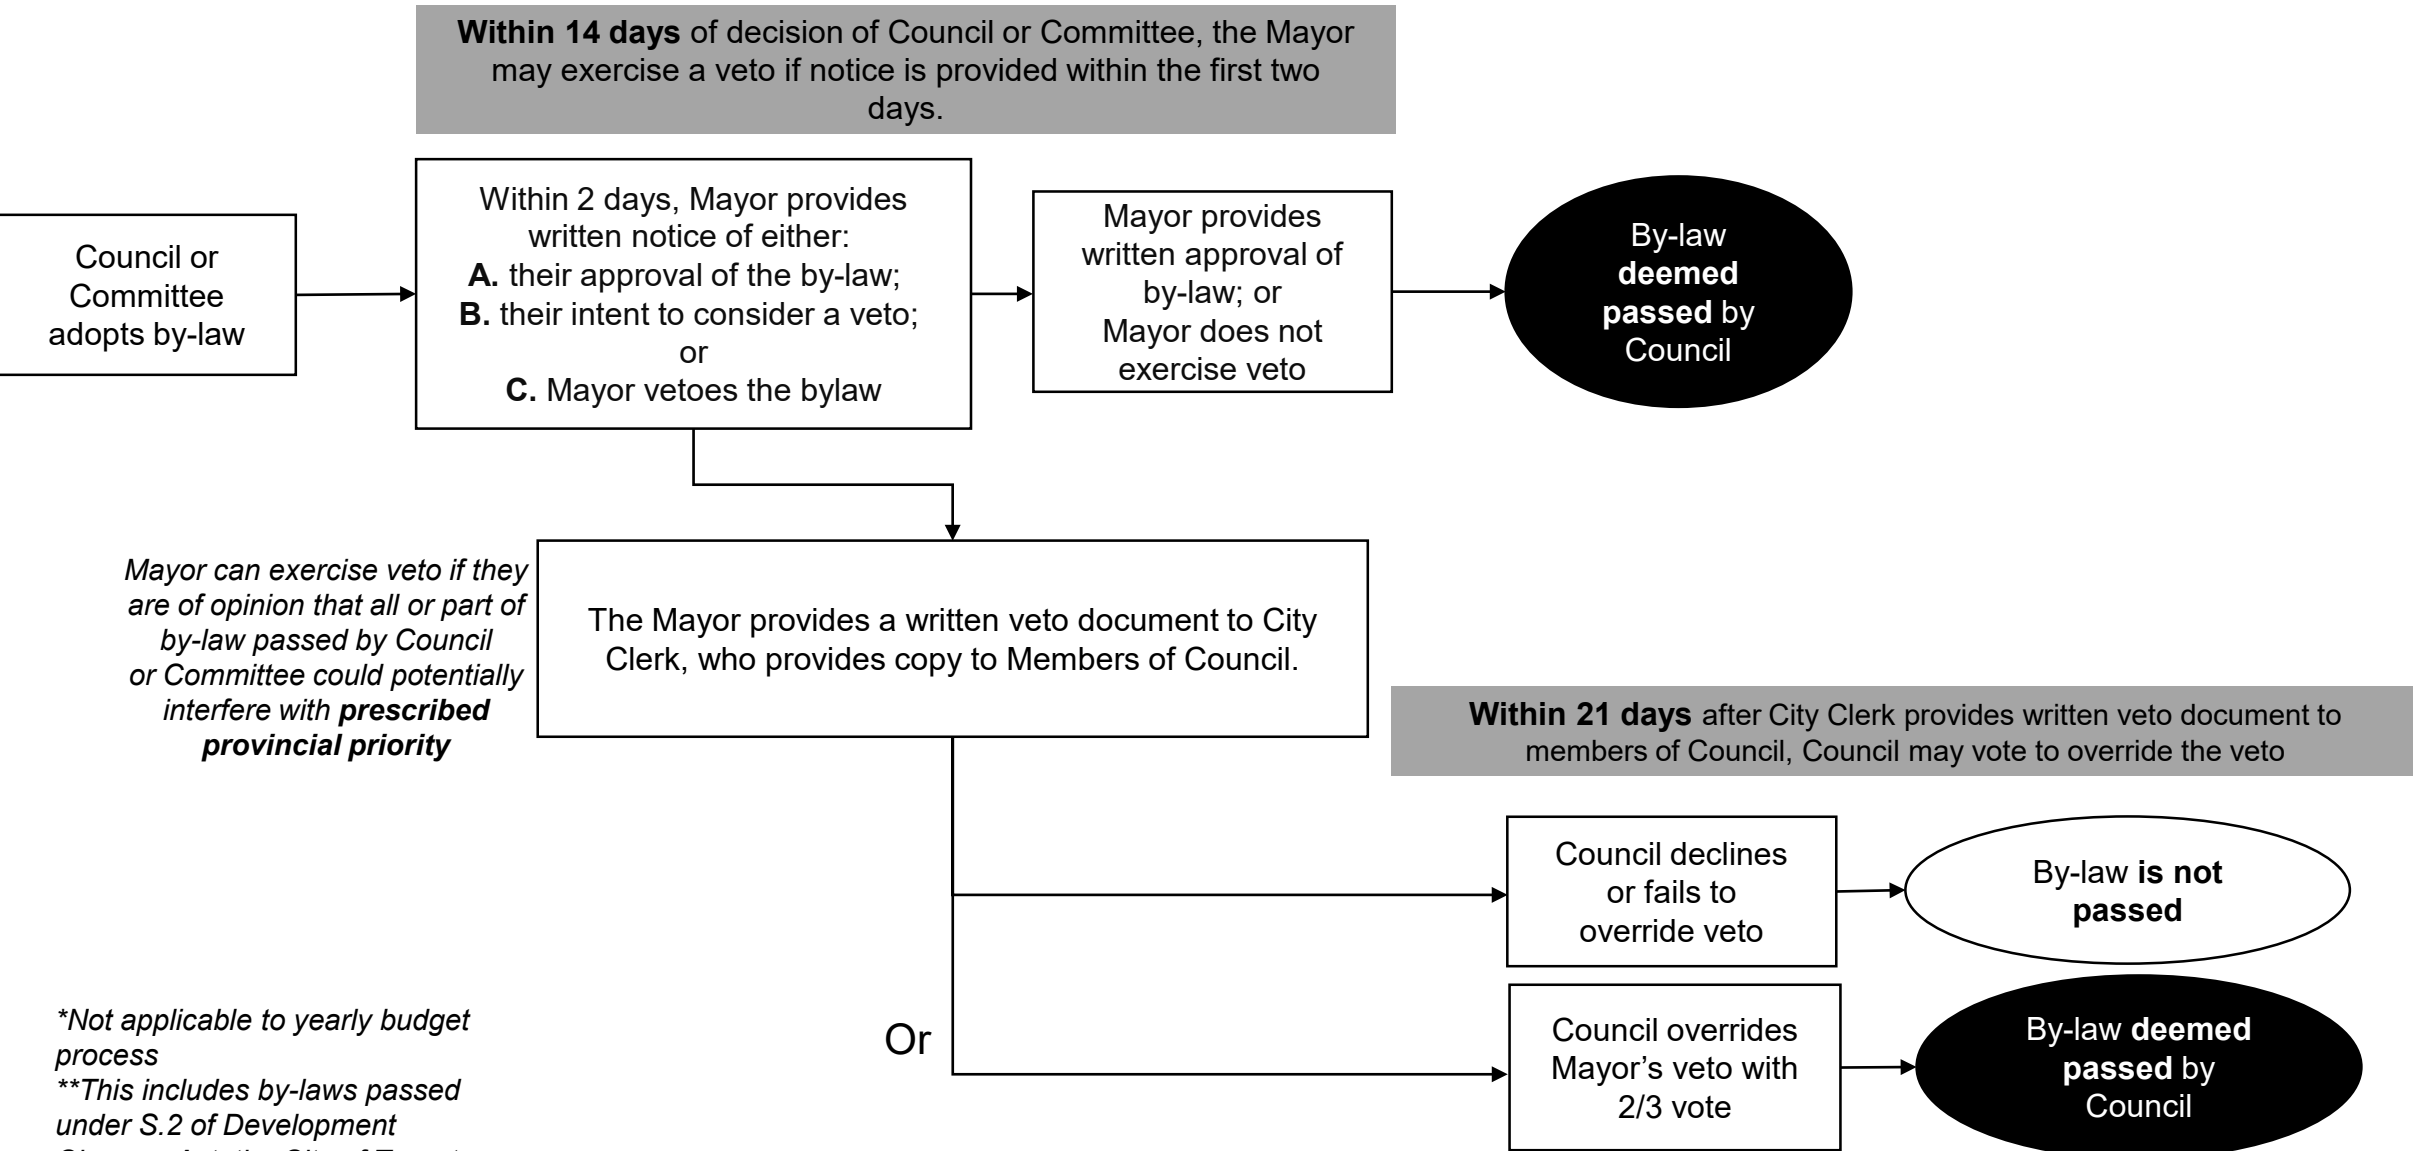 Within 14 days of decision of Council or Committee, the Mayor
may exercise a veto if notice is provided within the first two
days.
Council or
Committee
adopts by-law
Within 2 days, Mayor provides
written notice of either:
A. their approval of the by-law;
B. their intent to consider a veto;
or
C. Mayor vetoes the bylaw
Mayor provides
written approval of
by-law; or
Mayor does not
exercise veto
By-law
deemed
passed by
Council
Mayor can exercise veto if they
are of opinion that all or part of
by-law passed by Council
or Committee could potentially
interfere with prescribed
provincial priority
The Mayor provides a written veto document to City
Clerk, who provides copy to Members of Council.
Within 21 days after City Clerk provides written veto document to
members of Council, Council may vote to override the veto
Council declines
or fails to
override veto
By-law is not
passed
Or
Council overrides
Mayor's veto with
2/3 vote
By-law deemed
passed by
Council
*Not applicable to yearly budget
process
**This includes by-laws passed
under S.2 of Development